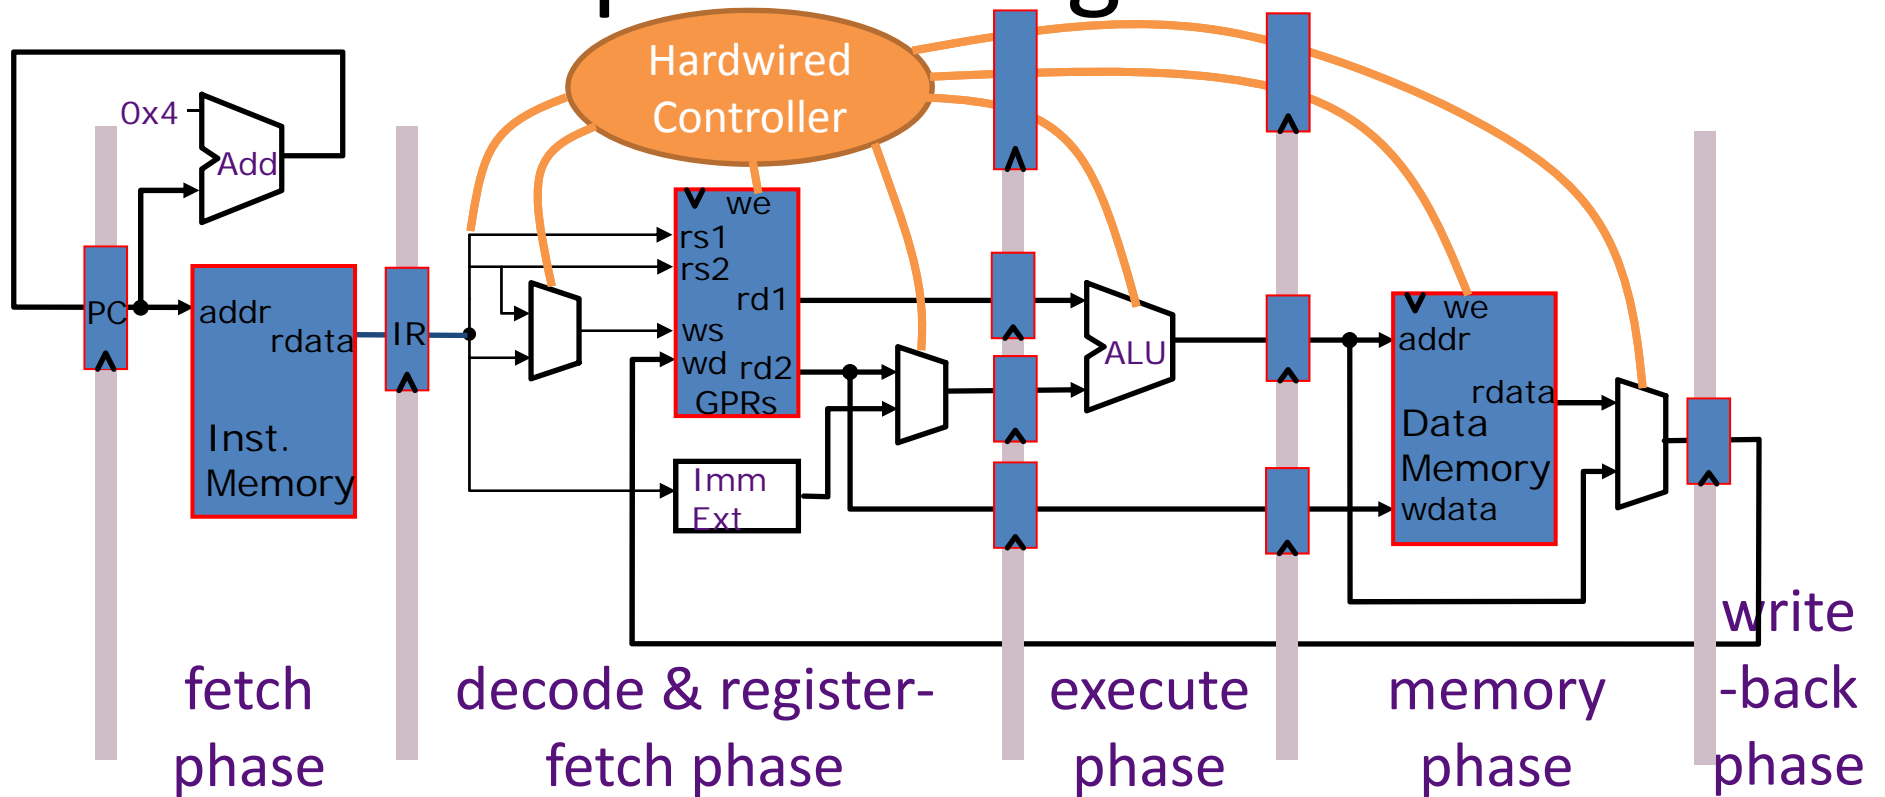 Hardwired
Controller
0x4
Add
PC
addr
rdata
Inst.
Memory
IR
we
rs1
rs2
rd1
ws
wd
rd2
GPRs
Imm
Ext
ALU
we
addr
rdata
Data
Memory
wdata
fetch
phase
decode & register-
fetch phase
execute
phase
memory
phase
write
-back
phase